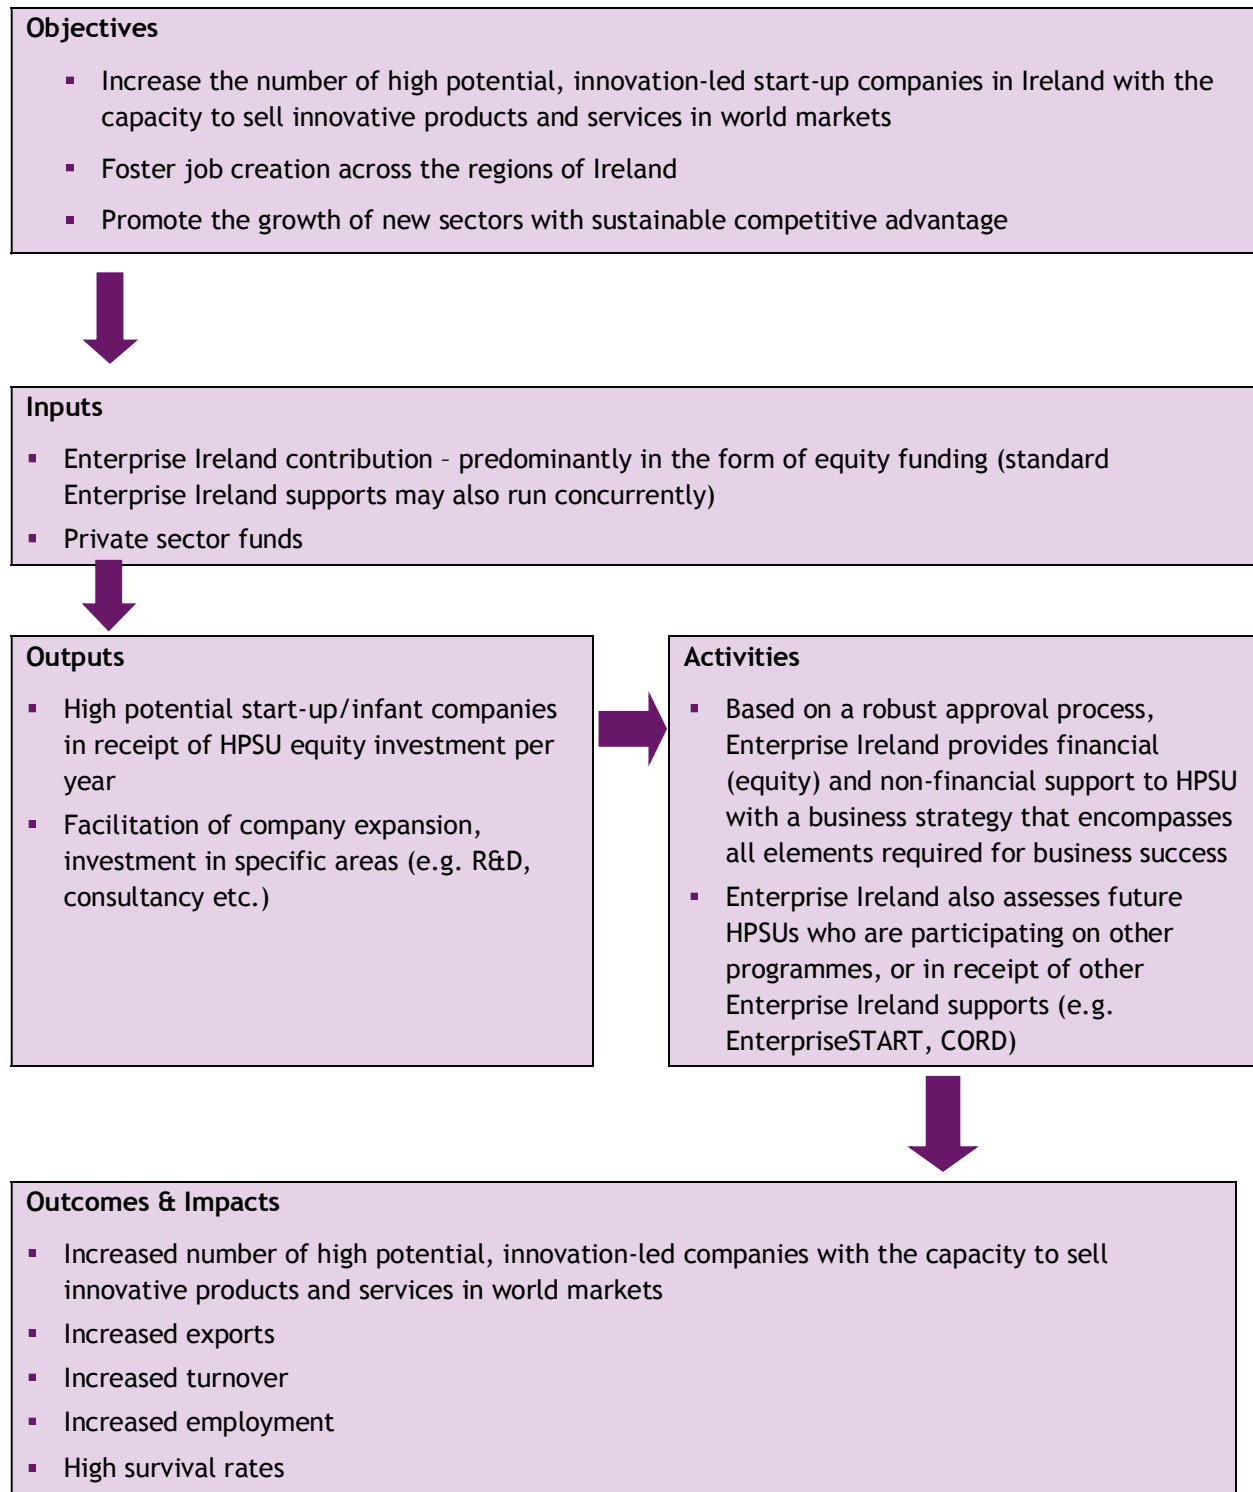 Objectives
▪ Increase the number of high potential, innovation-led start-up companies in Ireland with the
capacity to sell innovative products and services in world markets
▪ Foster job creation across the regions of Ireland
▪ Promote the growth of new sectors with sustainable competitive advantage
Inputs
▪ Enterprise Ireland contribution – predominantly in the form of equity funding (standard
Enterprise Ireland supports may also run concurrently)
▪ Private sector funds
Outputs
▪ High potential start-up/infant companies
in receipt of HPSU equity investment per
year
▪ Facilitation of company expansion,
investment in specific areas (e.g. R&D,
consultancy etc.)
Activities
▪ Based on a robust approval process,
Enterprise Ireland provides financial
(equity) and non-financial support to HPSU
with a business strategy that encompasses
all elements required for business success
▪ Enterprise Ireland also assesses future
HPSUs who are participating on other
programmes, or in receipt of other
Enterprise Ireland supports (e.g.
EnterpriseSTART, CORD)
Outcomes & Impacts
▪ Increased number of high potential, innovation-led companies with the capacity to sell
innovative products and services in world markets
▪ Increased exports
▪ Increased turnover
▪ Increased employment
▪ High survival rates